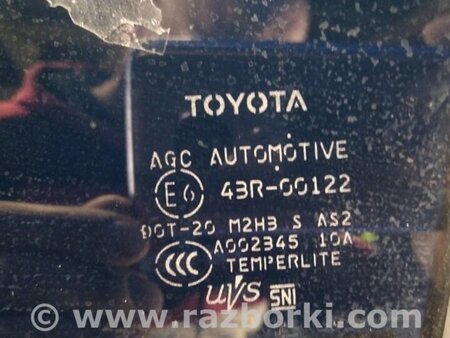 TOYOTA
AGC AUTOMOTIVE
E6 43R-00122
DOT-20 M2H3 S AS2
A002345 10A
CCC TEMPERLITE
uVs SNI
© www.razborki.com